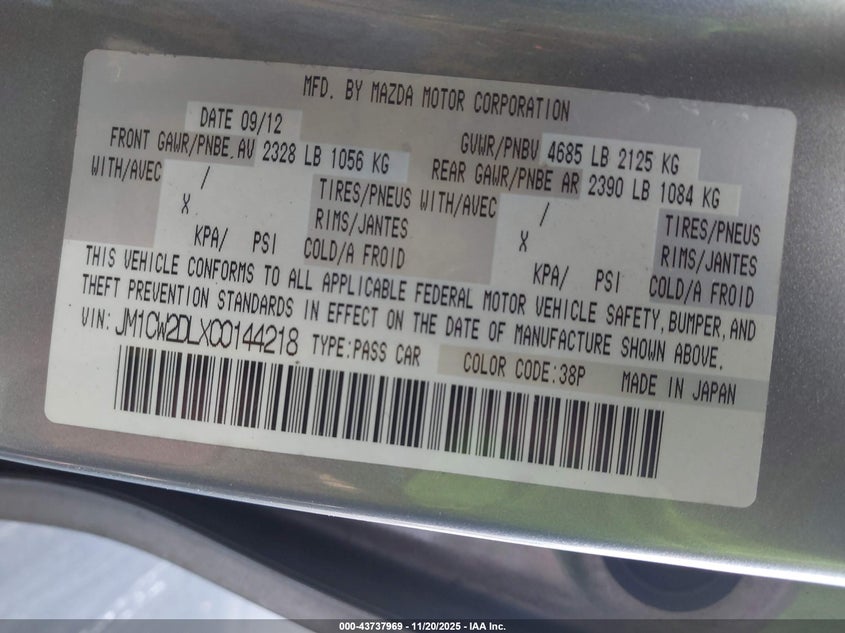 MFD. BY MAZDA MOTOR CORPORATION
DATE 09/12
GVWR/PNBV 4685 LB 2125 KG
FRONT GAWR/PNBE.AV 2328 LB 1056 KG
REAR GAWR/PNBE AR 2390 LB 1084 KG
WITH/AVEC / TIRES/PNEUS WITH/AVEC / TIRES/PNEUS
X RIMS/JANTES X RIMS/JANTES
KPA/ PSI COLD/A FROID KPA/ PSI COLD/A FROID
THIS VEHICLE CONFORMS TO ALL APPLICABLE FEDERAL MOTOR VEHICLE SAFETY, BUMPER, AND
THEFT PREVENTION STANDARDS IN EFFECT ON THE DATE OF MANUFACTURE SHOWN ABOVE.
VIN: JM1CW2DLXC0144218 TYPE:PASS CAR COLOR CODE:38P MADE IN JAPAN
000-43737969 - 11/20/2025 - IAA Inc.